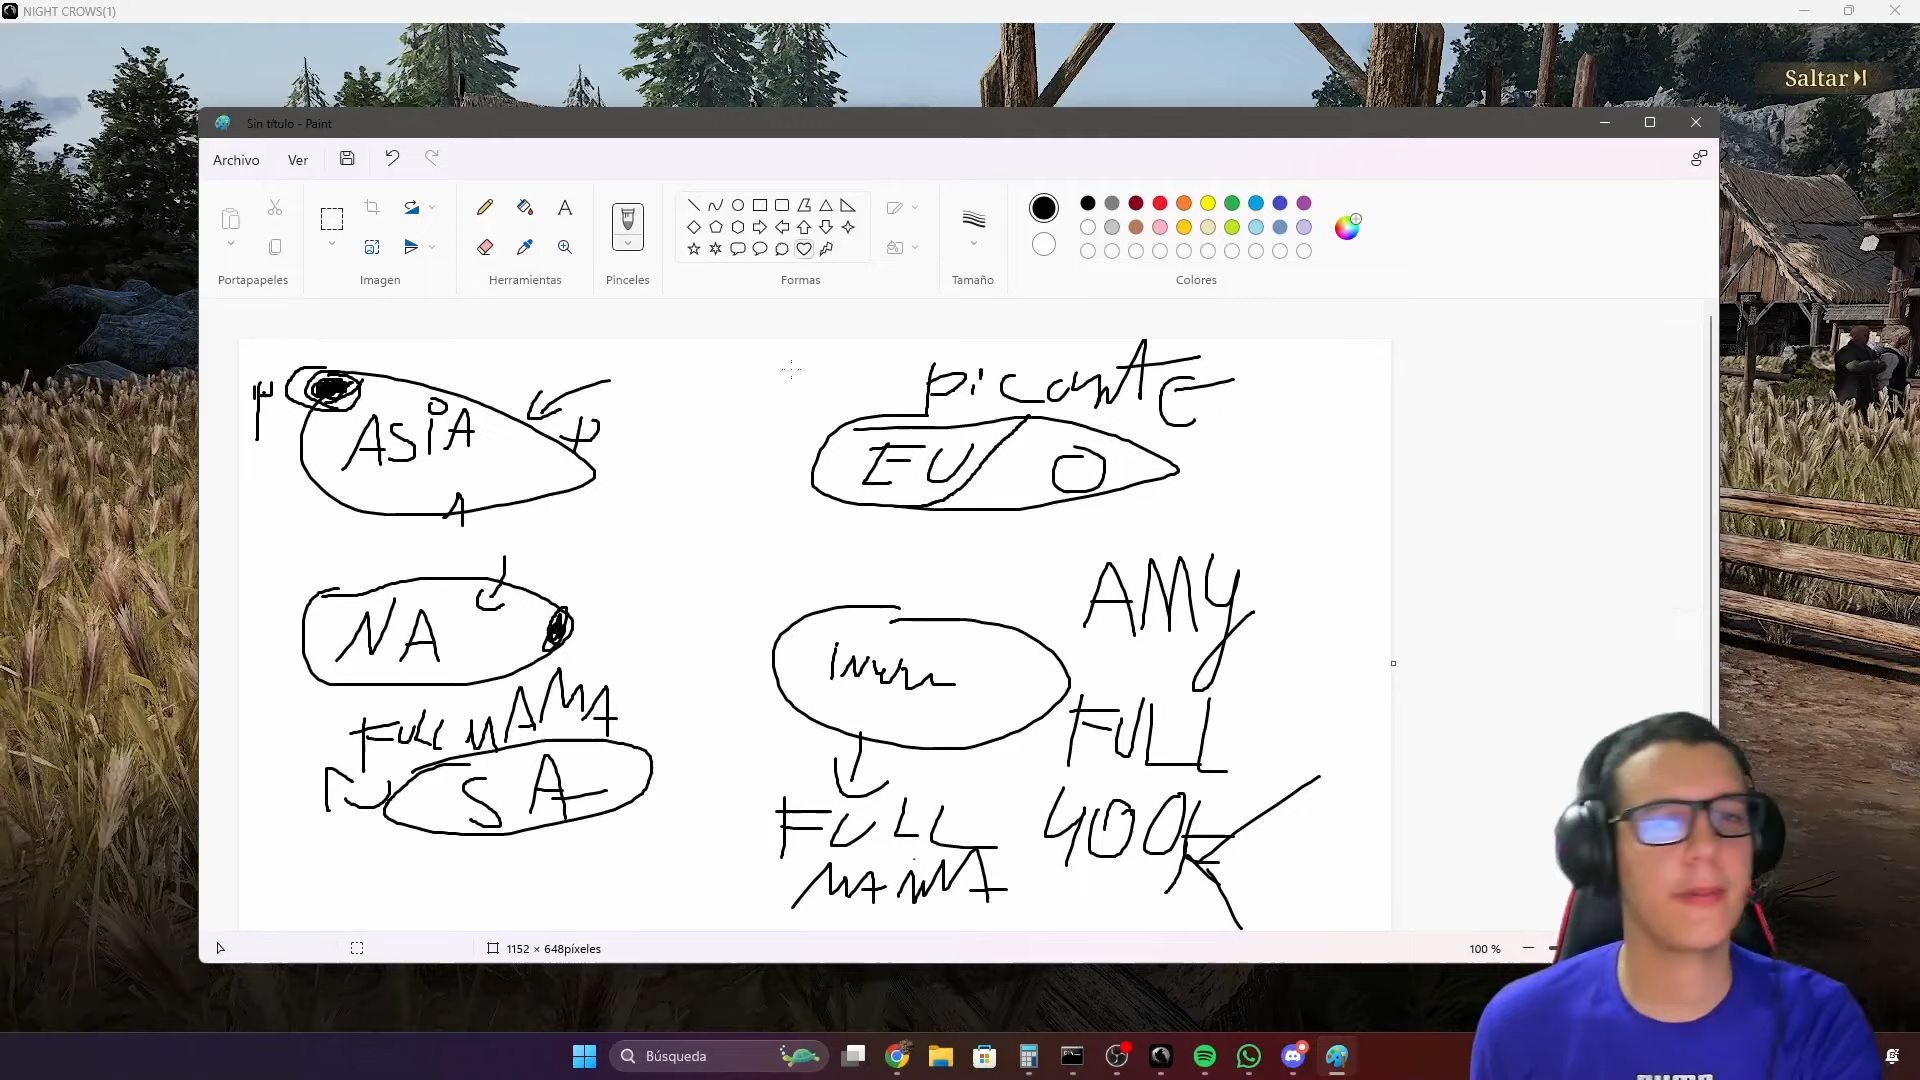 NIGHT CROWS(1)
Saltar
Sin título - Paint
Archivo
Ver
Portapapeles
Imagen
Herramientas
Pinceles
Formas
Tamaño
Colores
ASiA
picante
EU
NA
FULL MAMA
SA
AMY
FULL
400K
FULL
MAMA
1152 × 648píxeles
100 %
Búsqueda